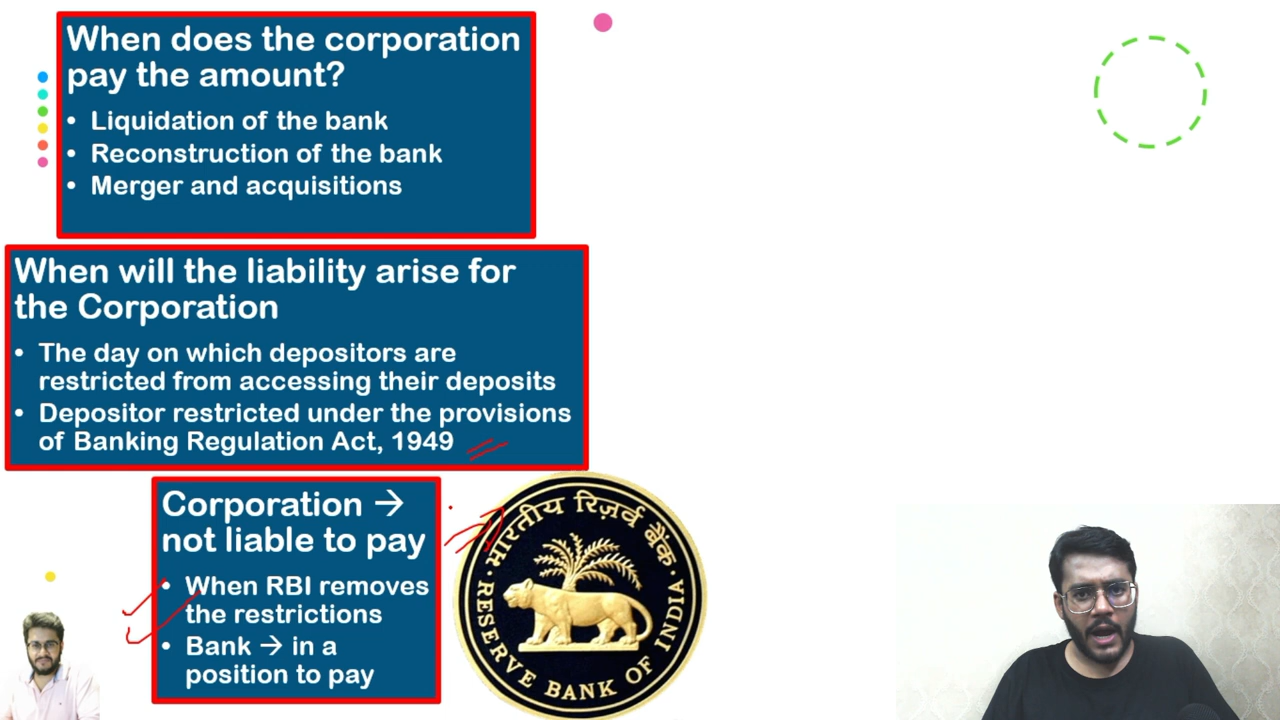 When does the corporation
pay the amount?
• Liquidation of the bank
• Reconstruction of the bank
• Merger and acquisitions
When will the liability arise for
the Corporation
• The day on which depositors are
restricted from accessing their deposits
• Depositor restricted under the provisions
of Banking Regulation Act, 1949
Corporation →
not liable to pay
• When RBI removes
the restrictions
• Bank → in a
position to pay
भारतीय रिज़र्व बैंक
RESERVE BANK OF INDIA